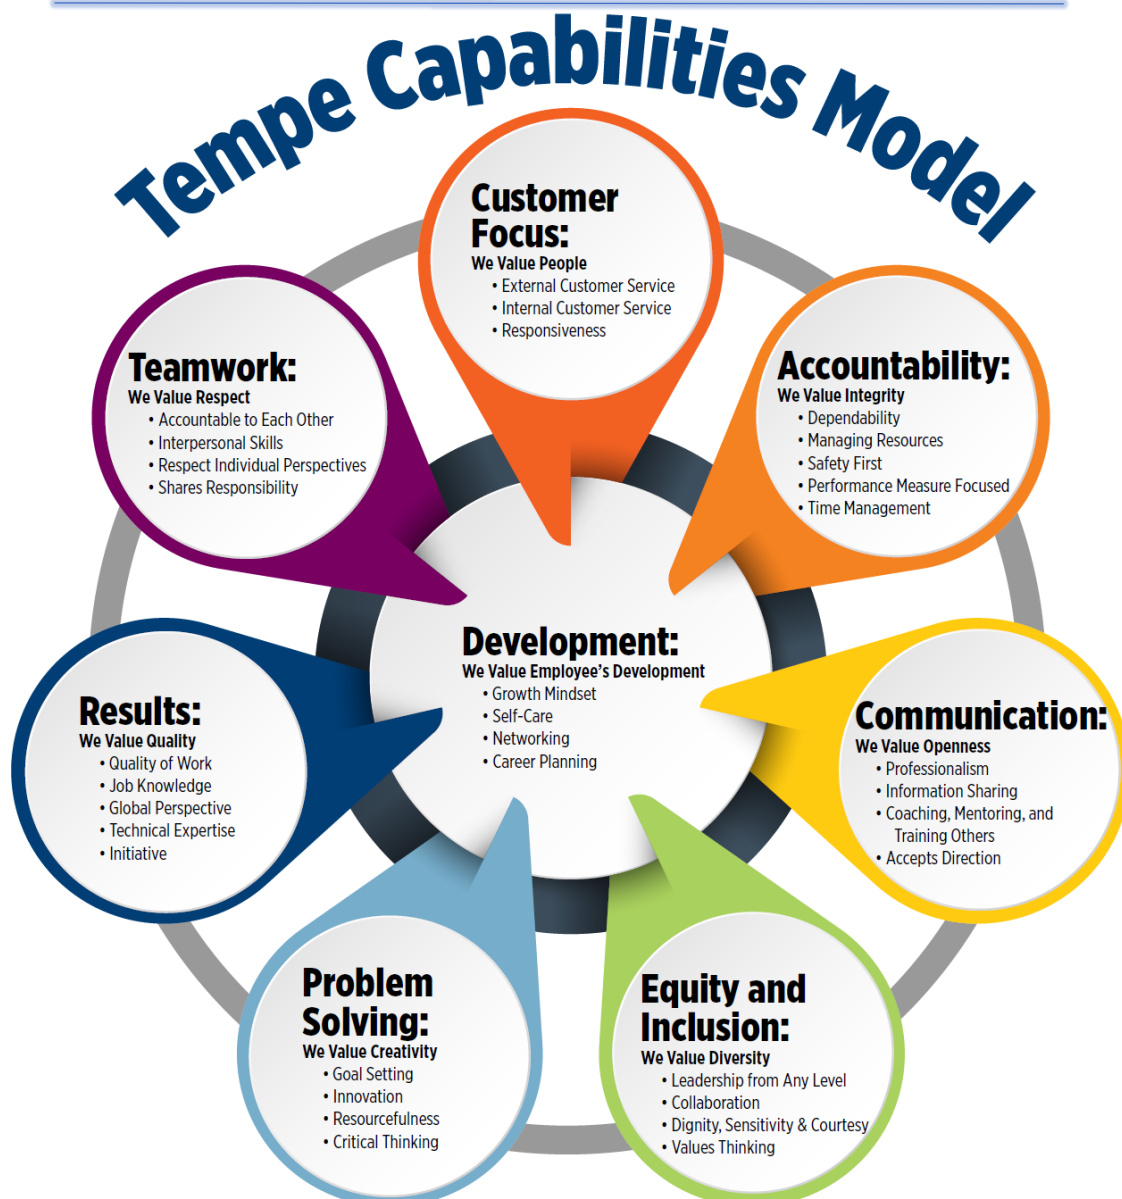 Tempe Capabilities Model
Customer
Focus:
We Value People
• External Customer Service
• Internal Customer Service
• Responsiveness
Accountability:
We Value Integrity
• Dependability
• Managing Resources
• Safety First
• Performance Measure Focused
• Time Management
Communication:
We Value Openness
• Professionalism
• Information Sharing
• Coaching, Mentoring, and
Training Others
• Accepts Direction
Equity and
Inclusion:
We Value Diversity
• Leadership from Any Level
• Collaboration
• Dignity, Sensitivity & Courtesy
• Values Thinking
Problem
Solving:
We Value Creativity
• Goal Setting
• Innovation
• Resourcefulness
• Critical Thinking
Results:
We Value Quality
• Quality of Work
• Job Knowledge
• Global Perspective
• Technical Expertise
• Initiative
Teamwork:
We Value Respect
• Accountable to Each Other
• Interpersonal Skills
• Respect Individual Perspectives
• Shares Responsibility
Development:
We Value Employee's Development
• Growth Mindset
• Self-Care
• Networking
• Career Planning